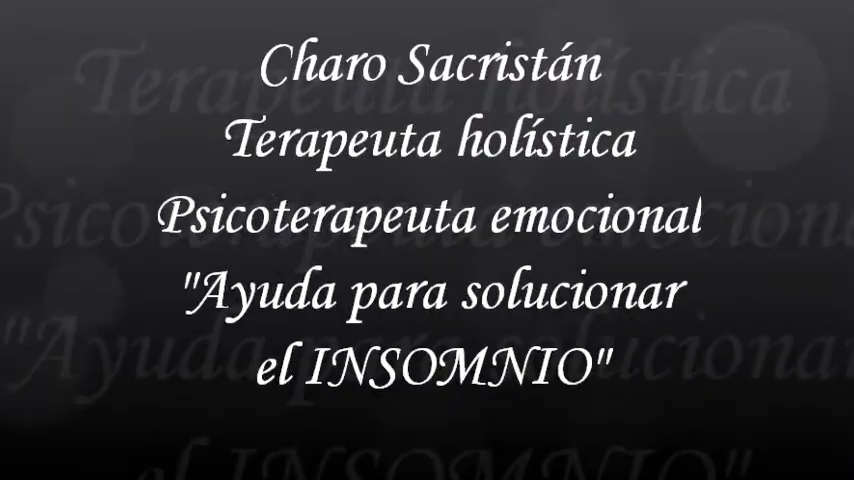 Charo Sacristán
Terapeuta holística
Psicoterapeuta emocional
"Ayuda para solucionar
el INSOMNIO"